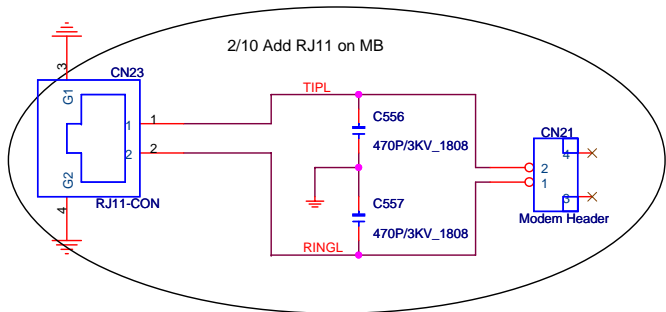 2/10 Add RJ11 on MB
CN23
3
G1
1
1
2
2
G2
4
RJ11-CON
TIPL
C556
470P/3KV_1808
C557
470P/3KV_1808
RINGL
CN21
4
2
1
3
Modem Header